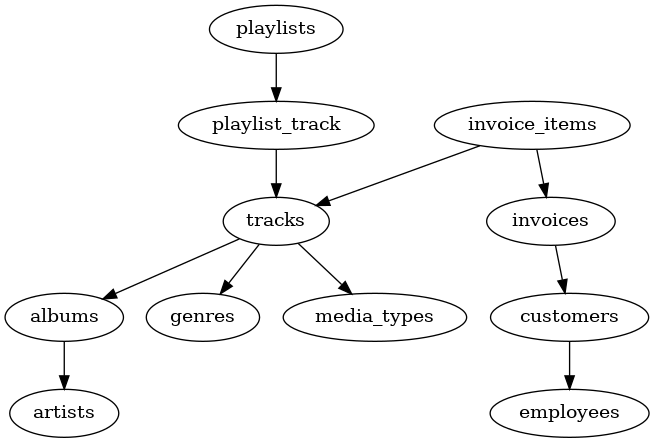 playlists
playlist_track
invoice_items
tracks
invoices
albums
genres
media_types
customers
artists
employees